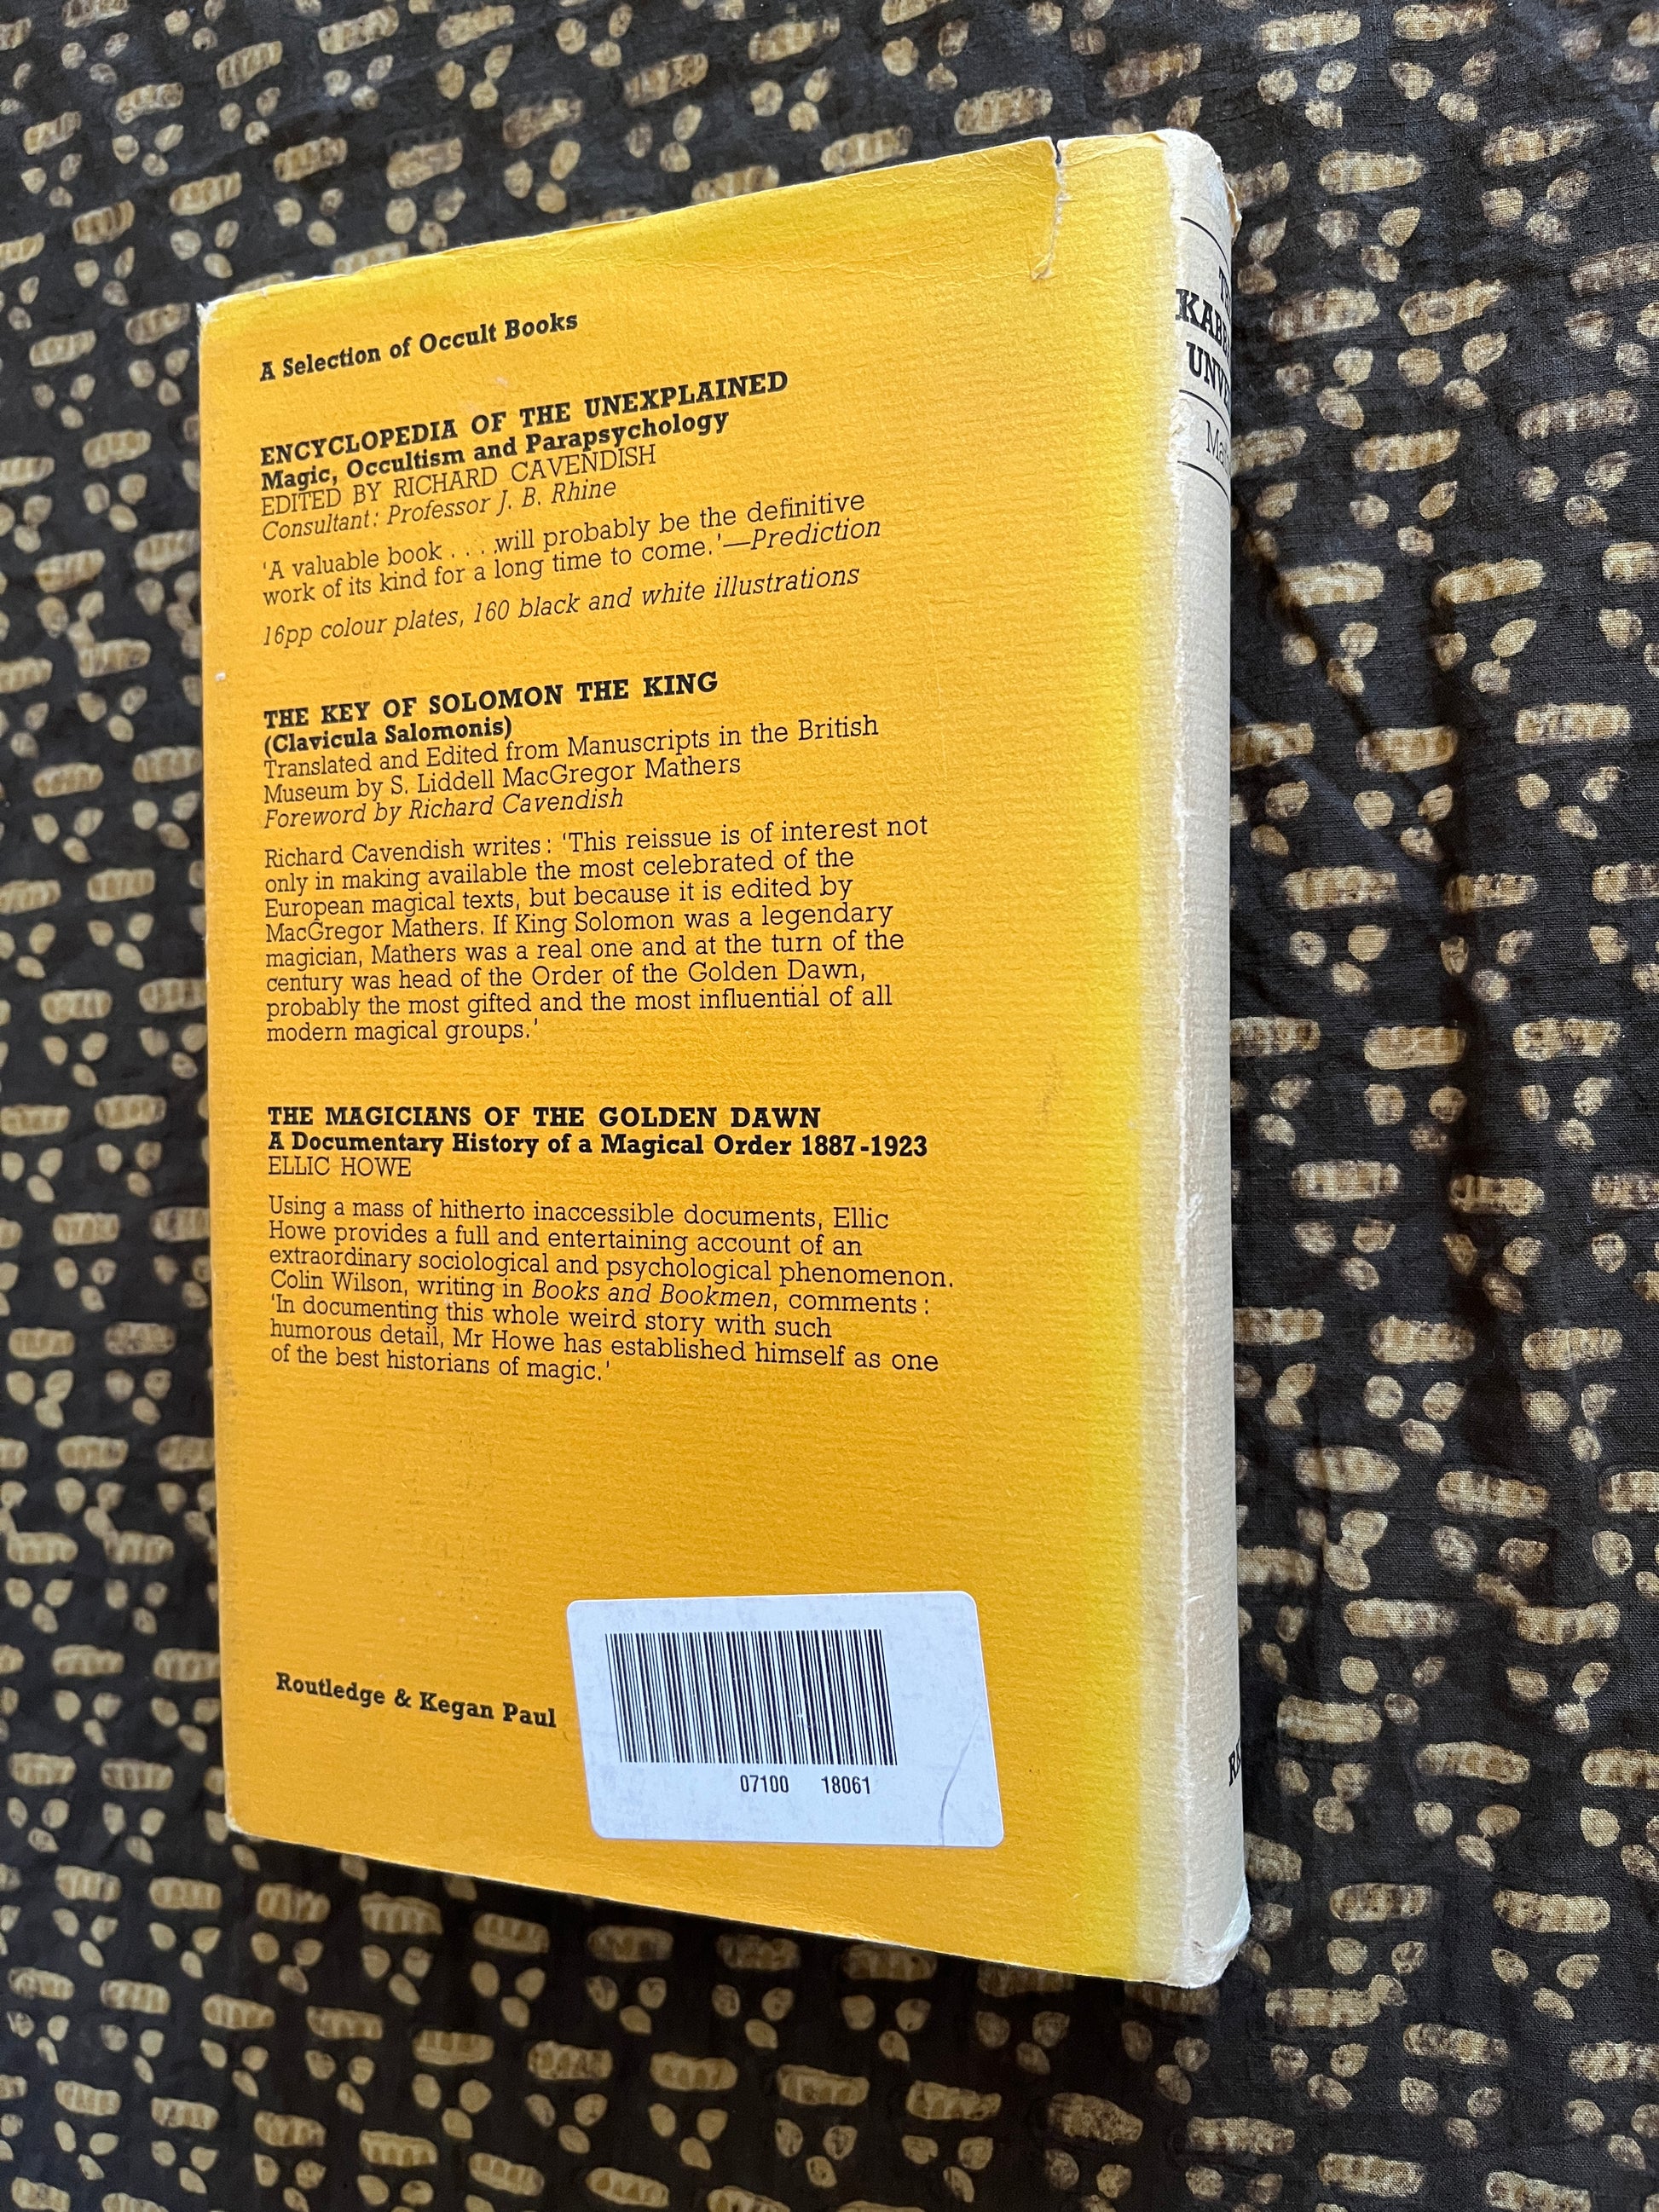 A Selection of Occult Books
ENCYCLOPEDIA OF THE UNEXPLAINED
Magic, Occultism and Parapsychology
EDITED BY RICHARD CAVENDISH
Consultant: Professor J. B. Rhine
'A valuable book . . . will probably be the definitive
work of its kind for a long time to come.'—Prediction
16pp colour plates, 160 black and white illustrations
THE KEY OF SOLOMON THE KING
(Clavicula Salomonis)
Translated and Edited from Manuscripts in the British
Museum by S. Liddell MacGregor Mathers
Foreword by Richard Cavendish
Richard Cavendish writes: 'This reissue is of interest not
only in making available the most celebrated of the
European magical texts, but because it is edited by
MacGregor Mathers. If King Solomon was a legendary
magician, Mathers was a real one and at the turn of the
century was head of the Order of the Golden Dawn,
probably the most gifted and the most influential of all
modern magical groups.'
THE MAGICIANS OF THE GOLDEN DAWN
A Documentary History of a Magical Order 1887-1923
ELLIC HOWE
Using a mass of hitherto inaccessible documents, Ellic
Howe provides a full and entertaining account of an
extraordinary sociological and psychological phenomenon.
Colin Wilson, writing in Books and Bookmen, comments:
'In documenting this whole weird story with such
humorous detail, Mr Howe has established himself as one
of the best historians of magic.'
Routledge & Kegan Paul
07100 18061